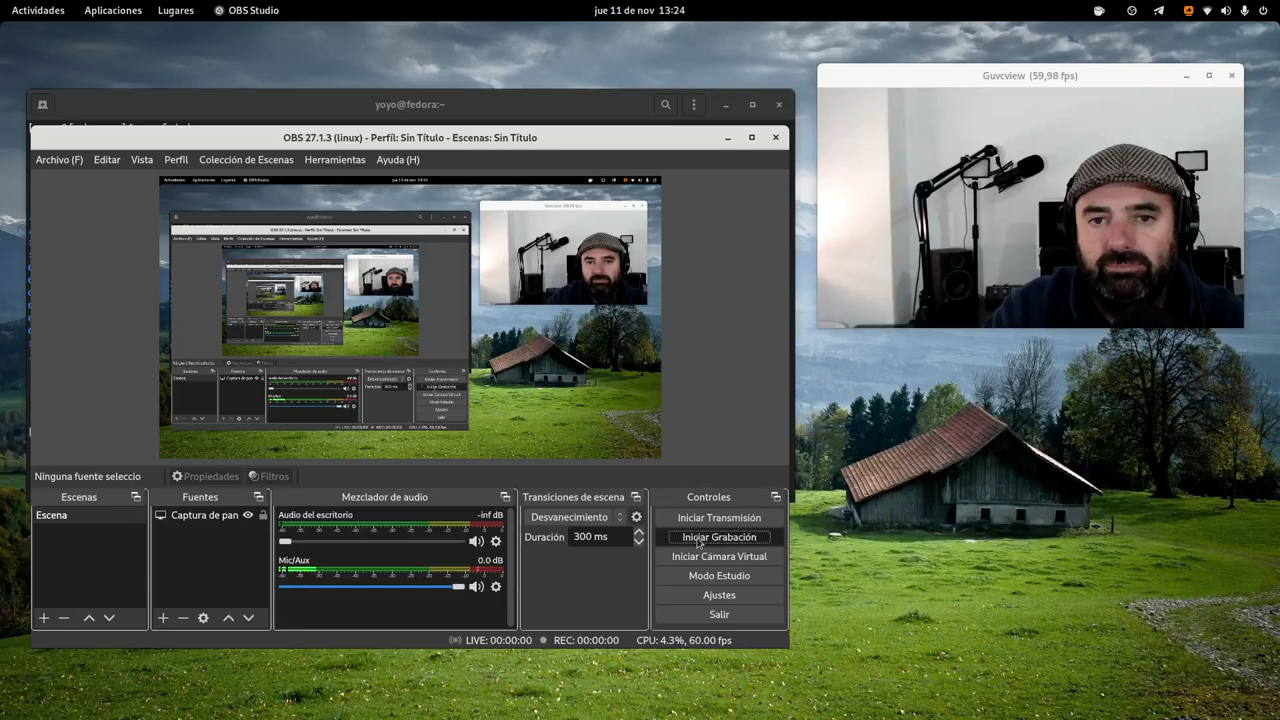 Actividades Aplicaciones Lugares OBS Studio jue 11 de nov 13:24
Guvcview (59,98 fps)
yoyo@fedora:~
OBS 27.1.3 (linux) - Perfil: Sin Título - Escenas: Sin Título
Archivo (F) Editar Vista Perfil Colección de Escenas Herramientas Ayuda (H)
Ninguna fuente seleccio Propiedades Filtros
Escenas Fuentes Mezclador de audio Transiciones de escena Controles
Escena
Captura de pan
Audio del escritorio -inf dB
Mic/Aux 0.0 dB
Desvanecimiento
Duración 300 ms
Iniciar Transmisión
Iniciar Grabación
Iniciar Cámara Virtual
Modo Estudio
Ajustes
Salir
LIVE: 00:00:00 REC: 00:00:00 CPU: 4.3%, 60.00 fps